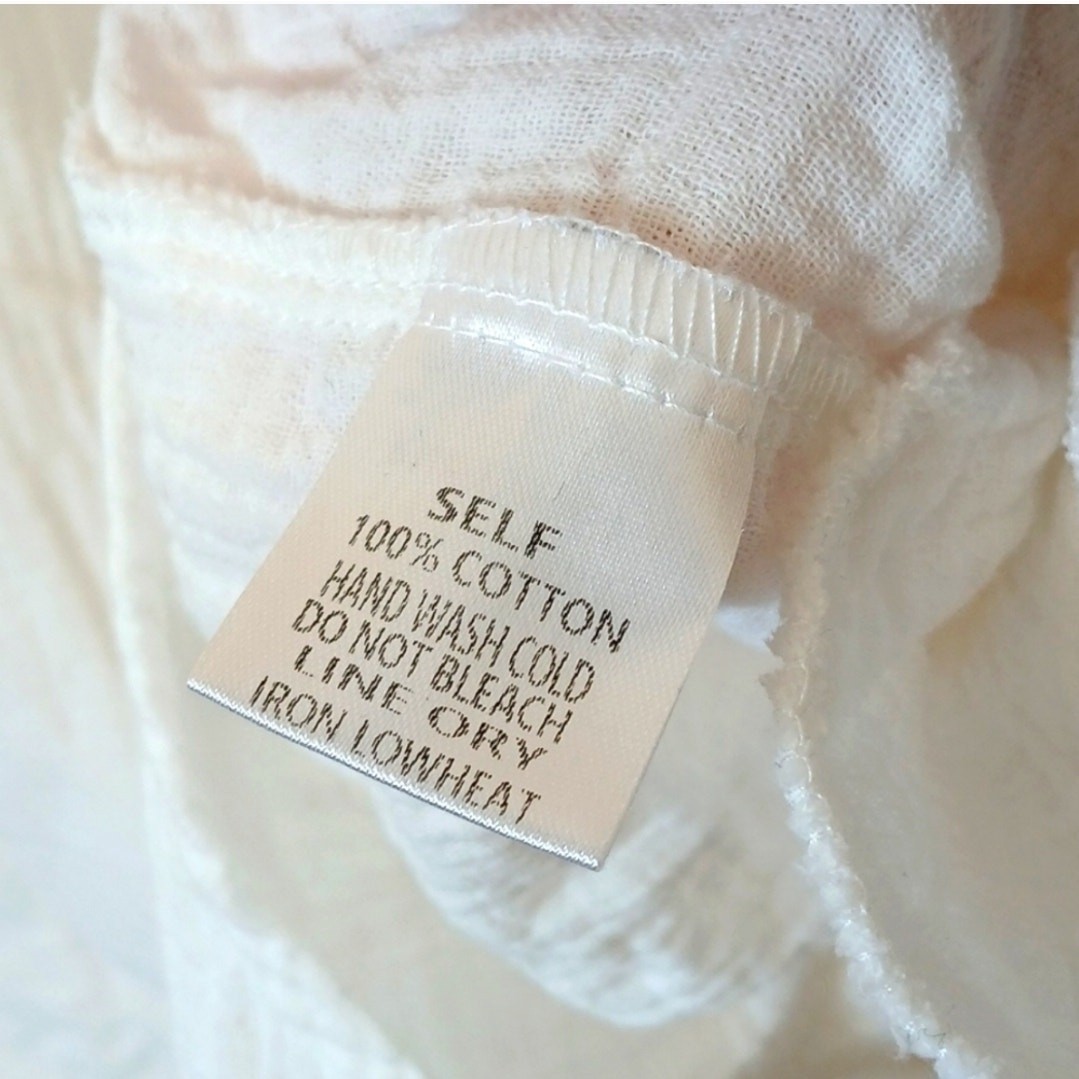 SELF
100% COTTON
HAND WASH COLD
DO NOT BLEACH
LINE ORY
IRON LOWHEAT